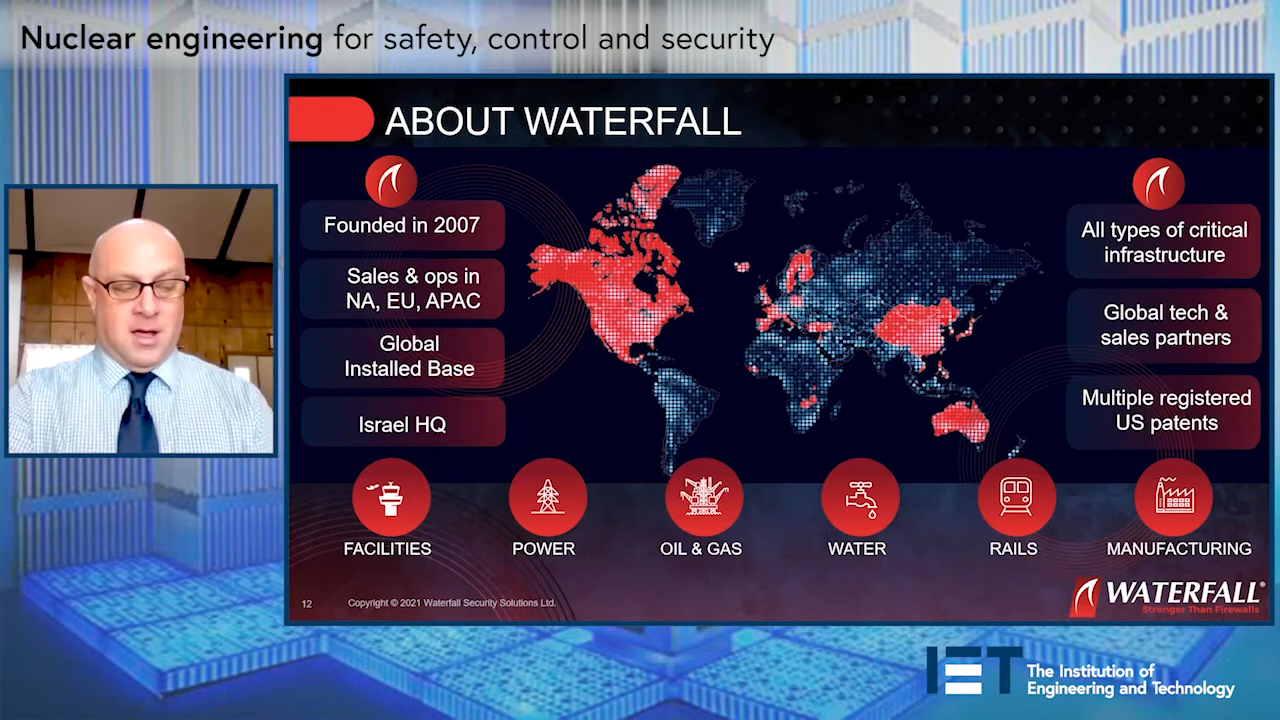 Nuclear engineering for safety, control and security
ABOUT WATERFALL
Founded in 2007
Sales & ops in
NA, EU, APAC
Global
Installed Base
Israel HQ
All types of critical
infrastructure
Global tech &
sales partners
Multiple registered
US patents
FACILITIES
POWER
OIL & GAS
WATER
RAILS
MANUFACTURING
12
Copyright © 2021 Waterfall Security Solutions Ltd.
WATERFALL®
Stronger Than Firewalls
IET
The Institution of
Engineering and Technology